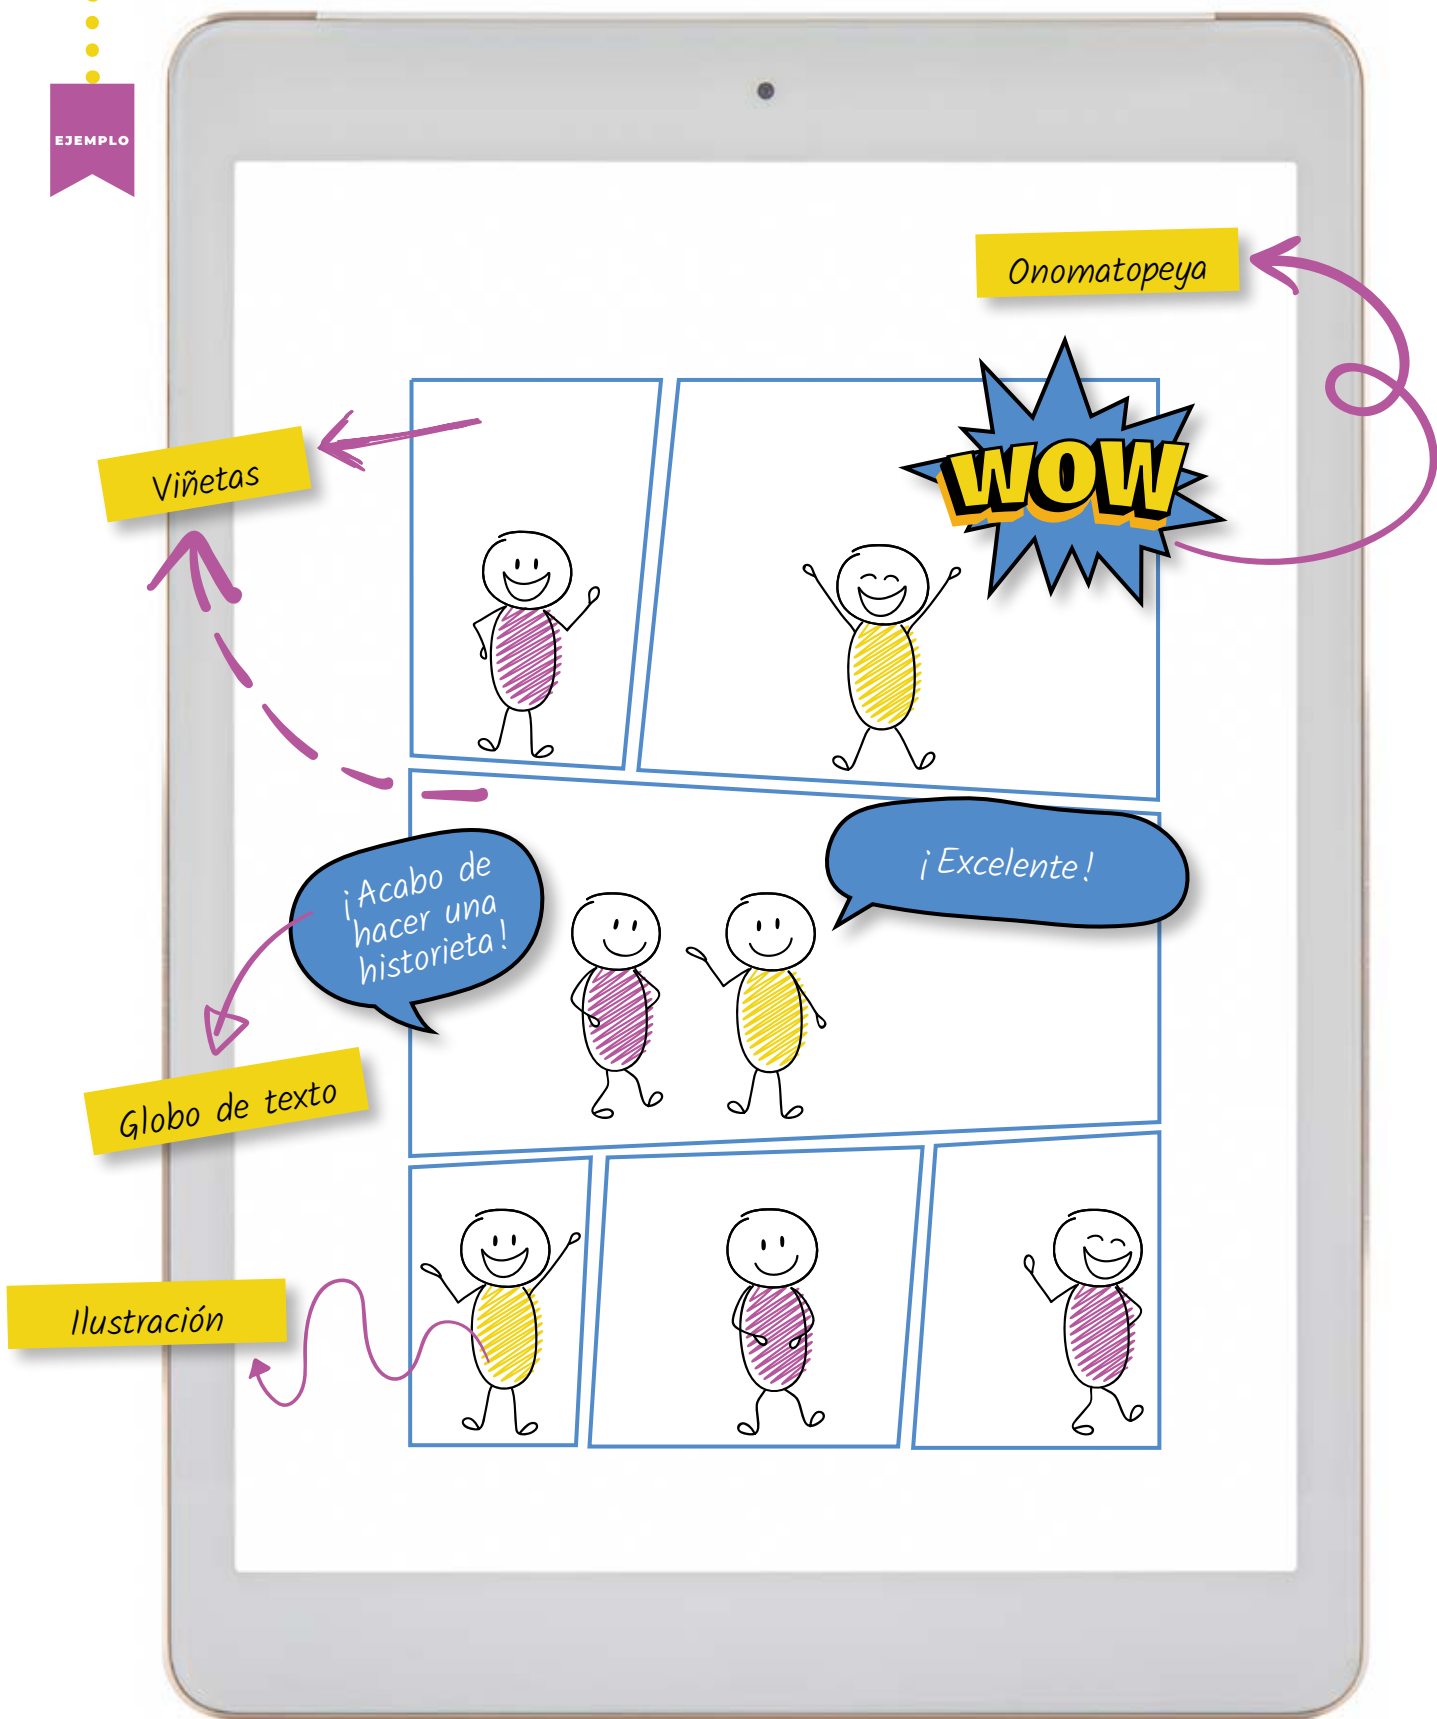 EJEMPLO
Onomatopeya
WOW
Viñetas
¡Acabo de
hacer una
historieta!
¡Excelente!
Globo de texto
Ilustración